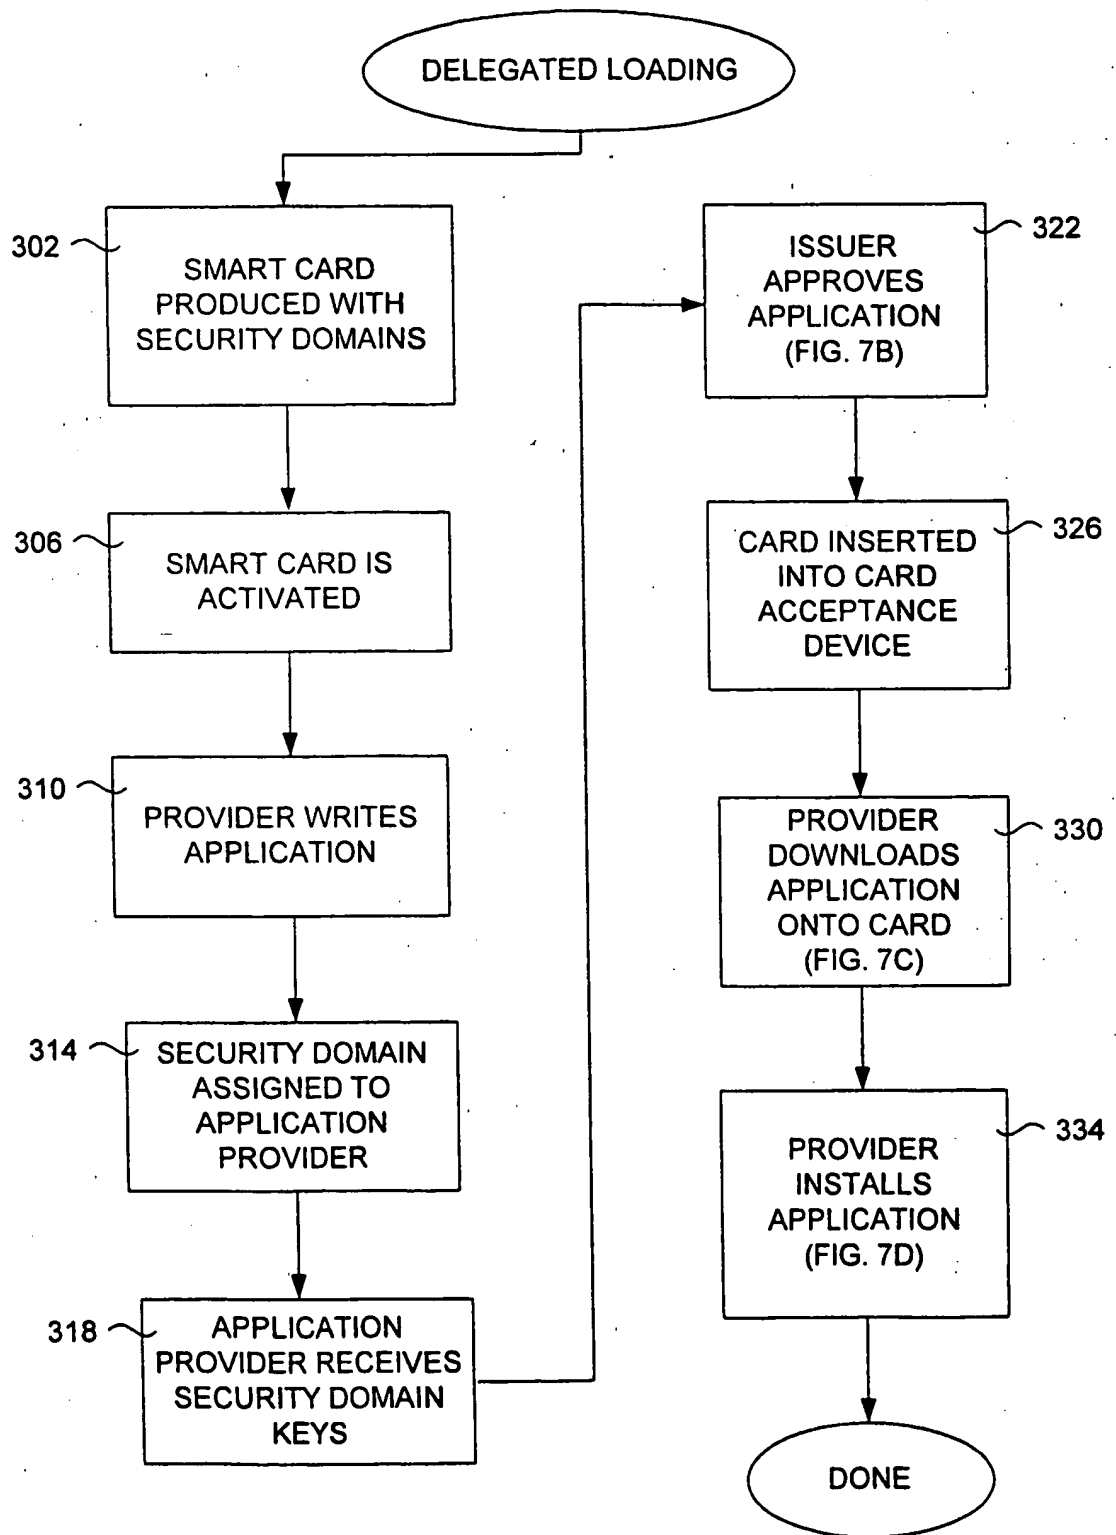 DELEGATED LOADING
302
SMART CARD
PRODUCED WITH
SECURITY DOMAINS
306
SMART CARD IS
ACTIVATED
310
PROVIDER WRITES
APPLICATION
314
SECURITY DOMAIN
ASSIGNED TO
APPLICATION
PROVIDER
318
APPLICATION
PROVIDER RECEIVES
SECURITY DOMAIN
KEYS
322
ISSUER
APPROVES
APPLICATION
(FIG. 7B)
326
CARD INSERTED
INTO CARD
ACCEPTANCE
DEVICE
330
PROVIDER
DOWNLOADS
APPLICATION
ONTO CARD
(FIG. 7C)
334
PROVIDER
INSTALLS
APPLICATION
(FIG. 7D)
DONE